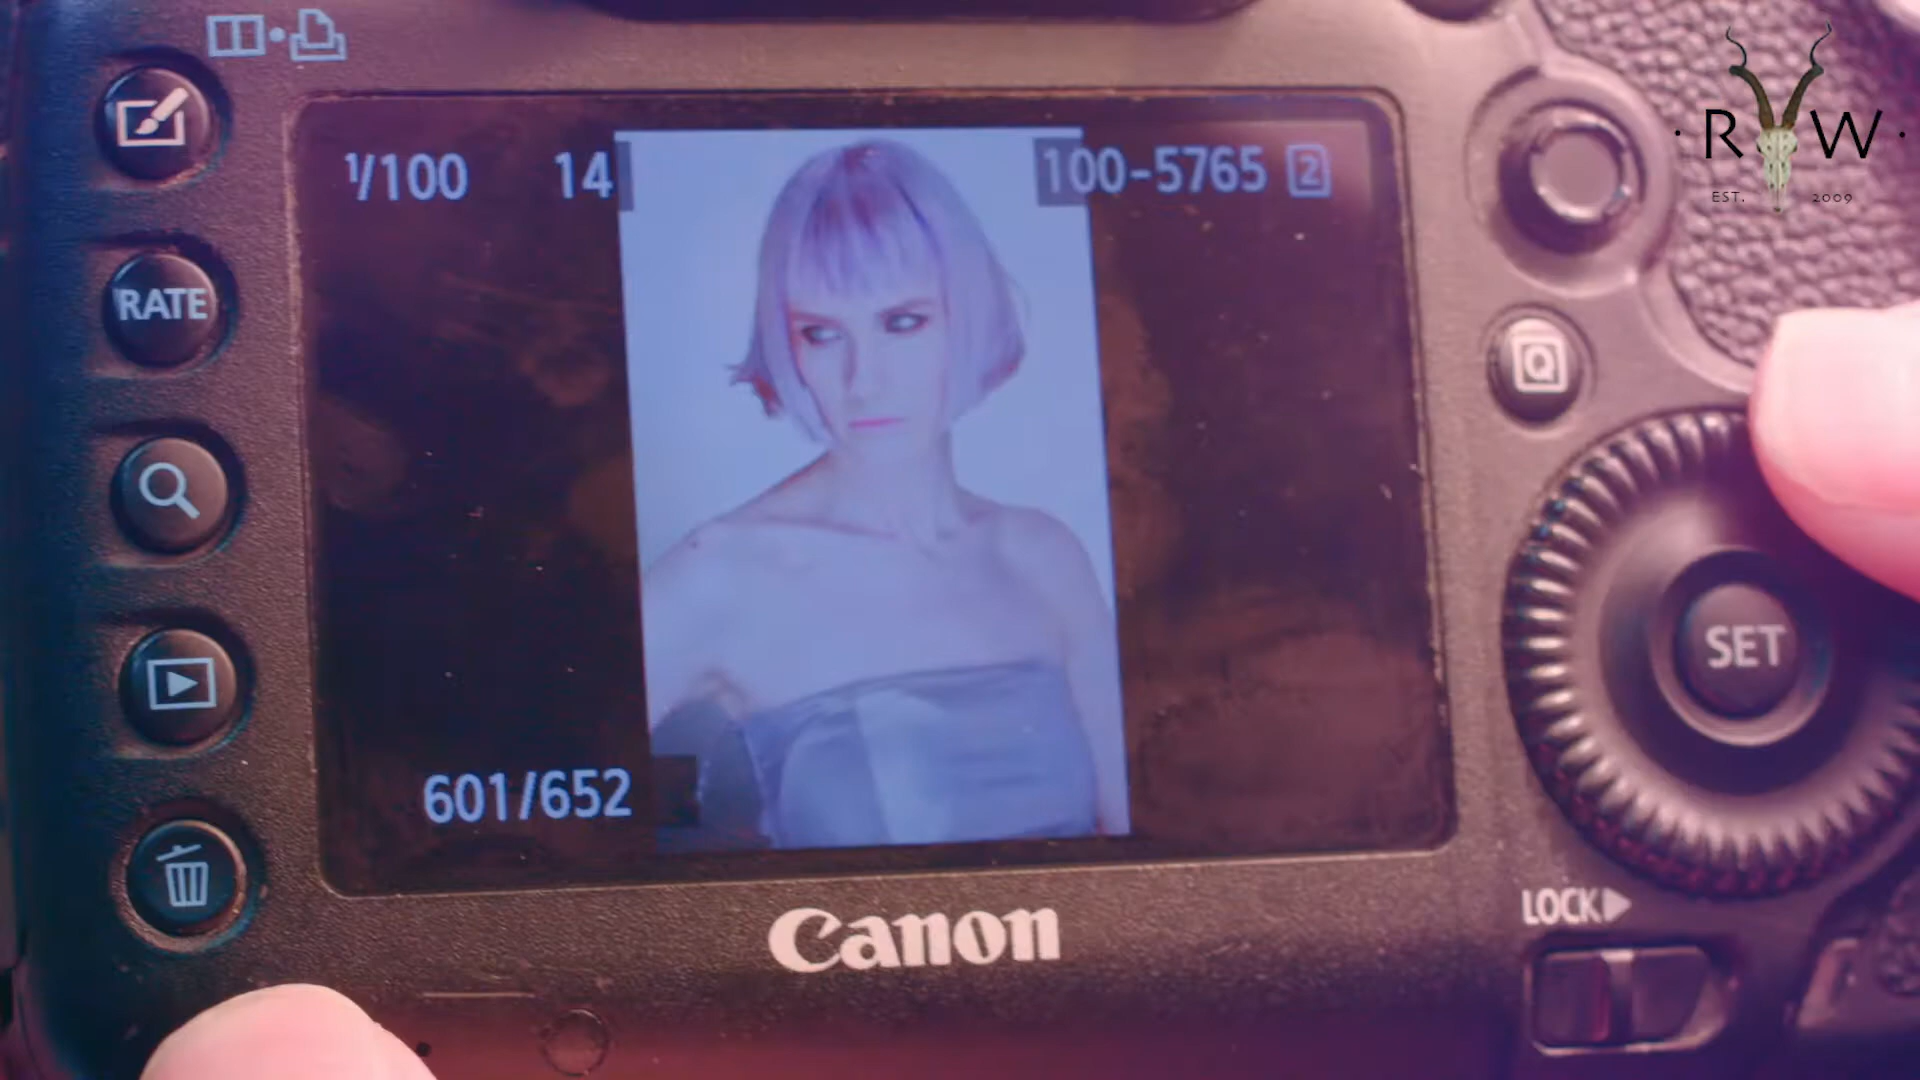 1/100 14 100-5765 2
RATE
Q
SET
601/652
Canon
LOCK
R W
EST. 2009